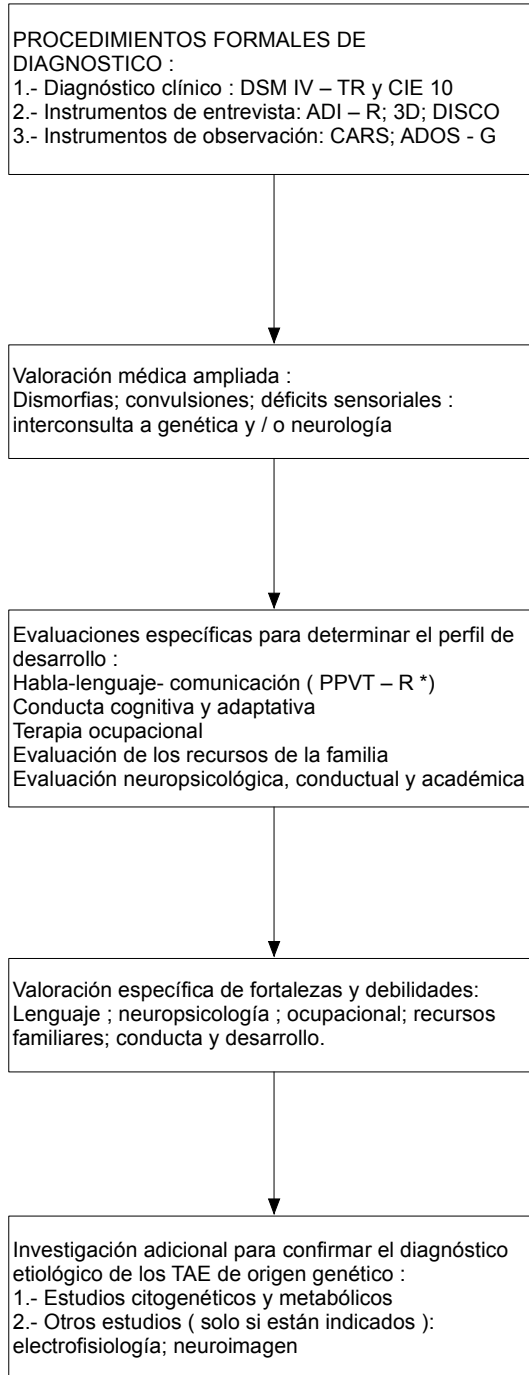 PROCEDIMIENTOS FORMALES DE
DIAGNOSTICO :
1.- Diagnóstico clínico : DSM IV – TR y CIE 10
2.- Instrumentos de entrevista: ADI – R; 3D; DISCO
3.- Instrumentos de observación: CARS; ADOS - G
Valoración médica ampliada :
Dismorfias; convulsiones; déficits sensoriales :
interconsulta a genética y / o neurología
Evaluaciones específicas para determinar el perfil de
desarrollo :
Habla-lenguaje- comunicación ( PPVT – R *)
Conducta cognitiva y adaptativa
Terapia ocupacional
Evaluación de los recursos de la familia
Evaluación neuropsicológica, conductual y académica
Valoración específica de fortalezas y debilidades:
Lenguaje ; neuropsicología ; ocupacional; recursos
familiares; conducta y desarrollo.
Investigación adicional para confirmar el diagnóstico
etiológico de los TAE de origen genético :
1.- Estudios citogenéticos y metabólicos
2.- Otros estudios ( solo si están indicados ):
electrofisiología; neuroimagen